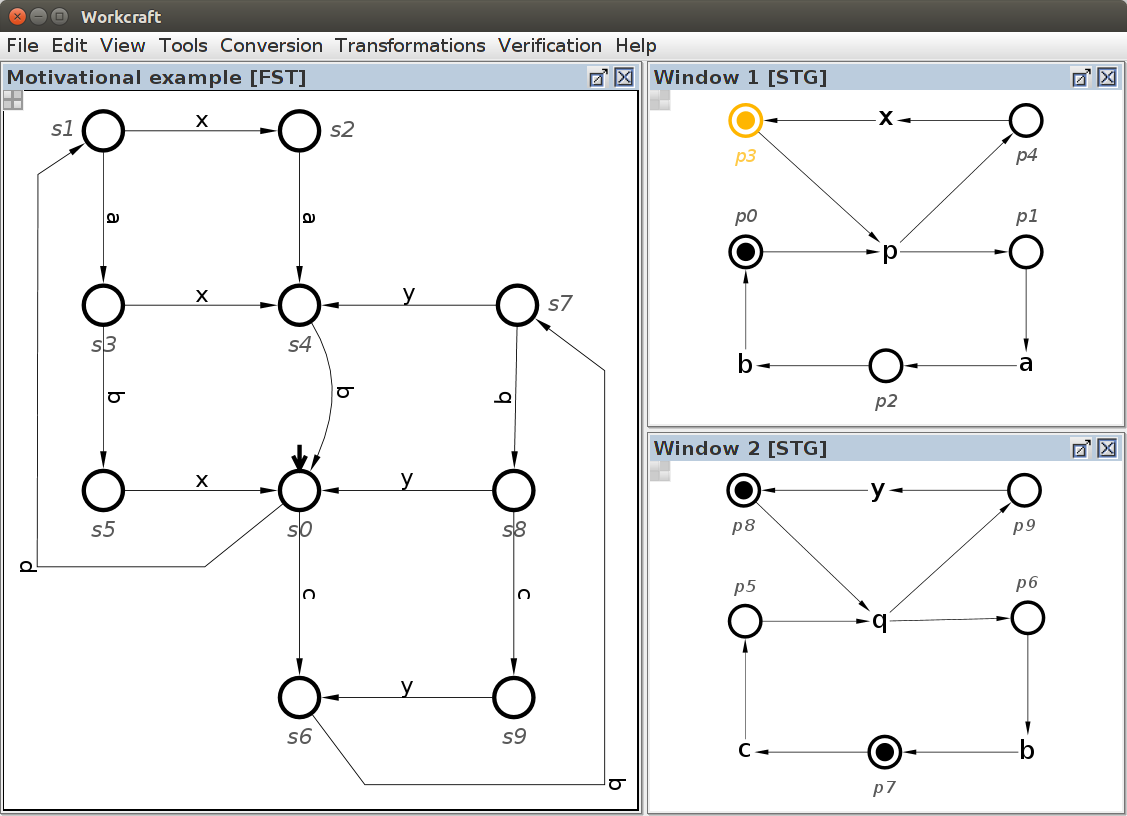 Workcraft
File Edit View Tools Conversion Transformations Verification Help
Motivational example [FST]
s1 x s2
a a
s3 x s4 y s7
b b b
s5 x s0 y s8
p
c c
s6 y s9
q
Window 1 [STG]
p3 x p4
p0 p p1
b p2 a
Window 2 [STG]
p8 y p9
p5 q p6
c p7 b